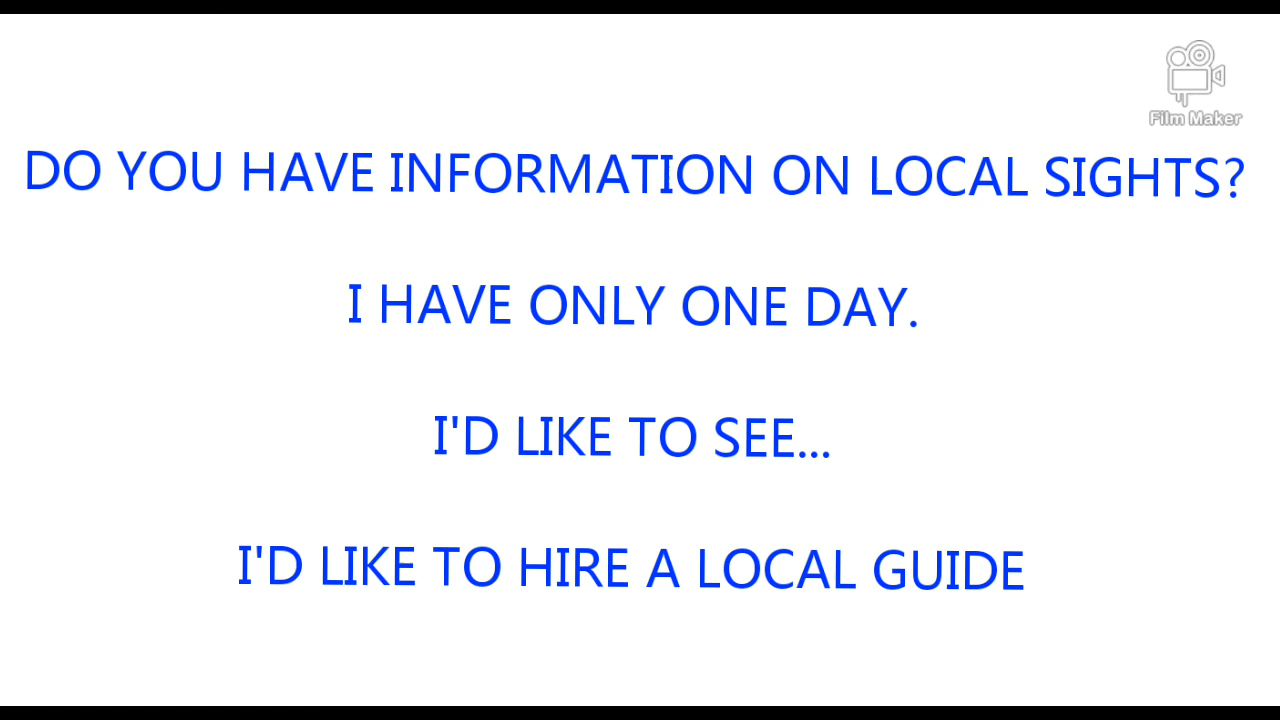 Film Maker
DO YOU HAVE INFORMATION ON LOCAL SIGHTS?
I HAVE ONLY ONE DAY.
I'D LIKE TO SEE...
I'D LIKE TO HIRE A LOCAL GUIDE